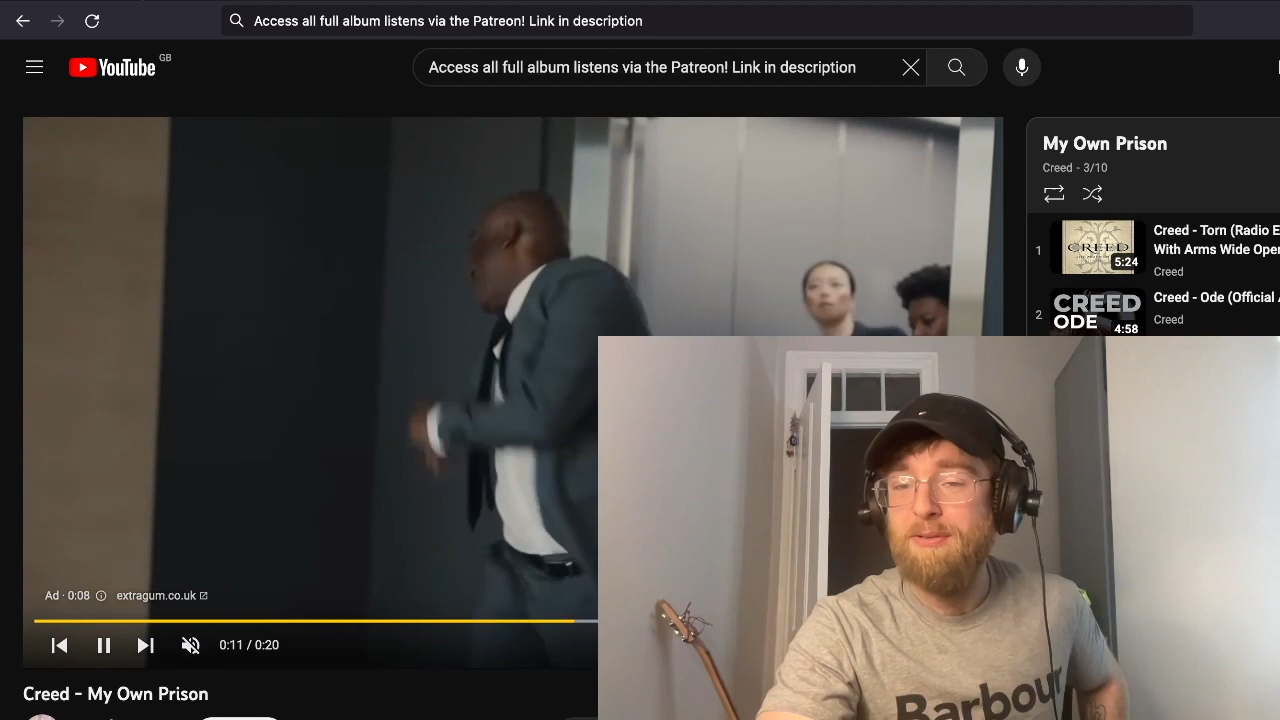 Access all full album listens via the Patreon! Link in description
YouTube GB
Access all full album listens via the Patreon! Link in description
My Own Prison
Creed - 3/10
1
CREED
5:24
Creed - Torn (Radio E
With Arms Wide Ope
Creed
2
CREED
ODE
4:58
Creed - Ode (Official
Creed
Ad · 0:08
extragum.co.uk
0:11 / 0:20
Creed - My Own Prison
Barbour